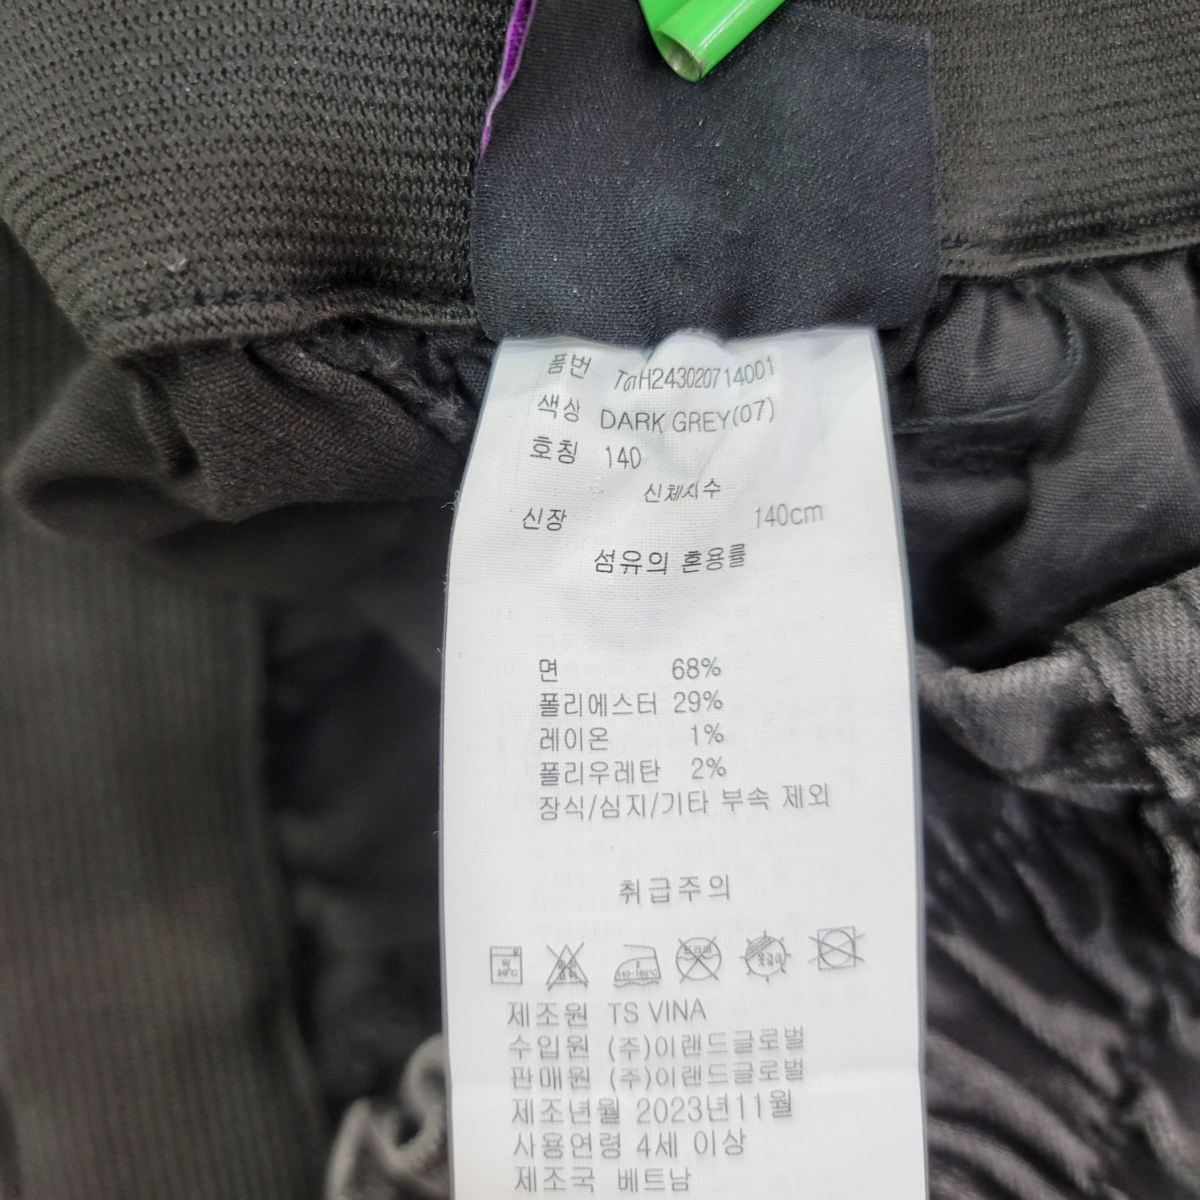 품번 TGTH243020714001
색상 DARK GREY(07)
호칭 140
신체치수
신장 140cm
섬유의 혼용률
면 68%
폴리에스터 29%
레이온 1%
폴리우레탄 2%
장식/심지/기타 부속 제외
취급주의
제조원 TS VINA
수입원 (주)이랜드글로벌
판매원 (주)이랜드글로벌
제조년월 2023년11월
사용연령 4세 이상
제조국 베트남